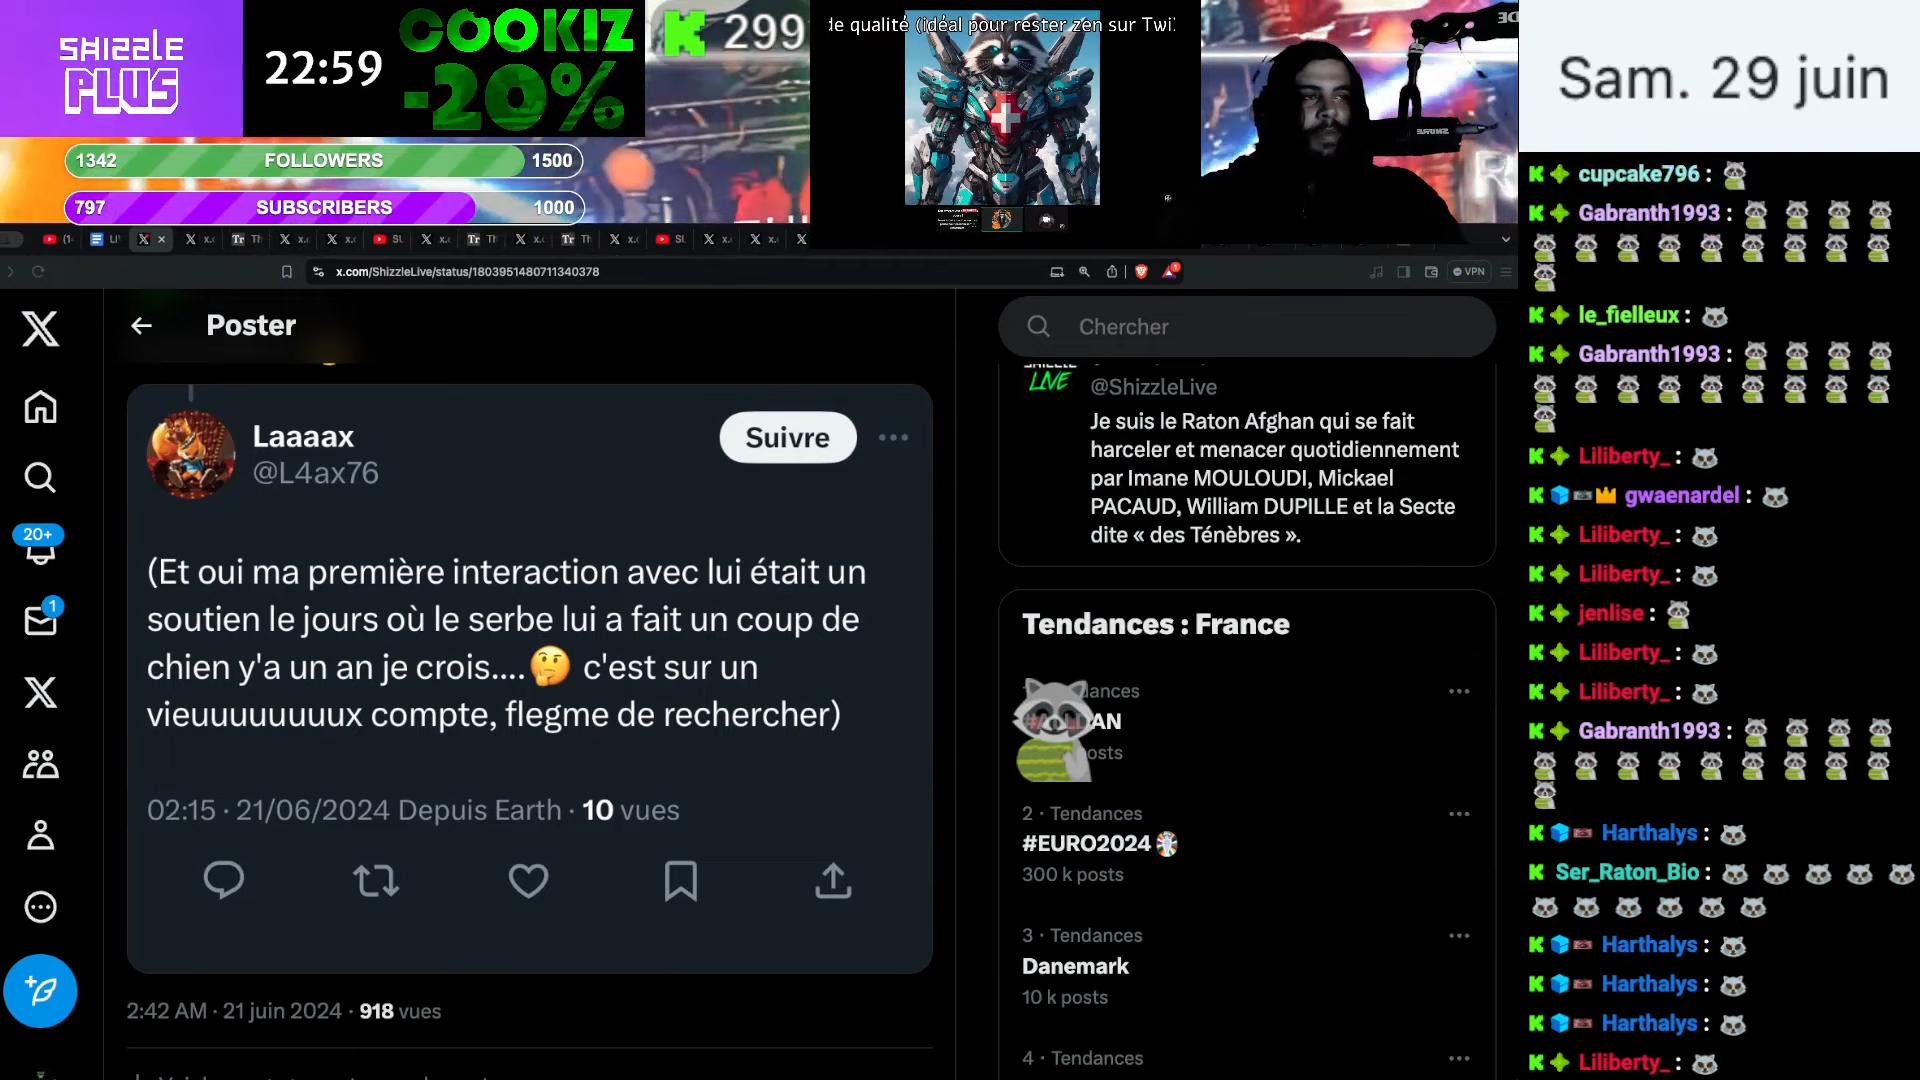 SHIZZLE
PLUS
22:59
COOKIZ
-20%
299
de qualité (idéal pour rester zen sur Twi
Sam. 29 juin
1342 FOLLOWERS 1500
797 SUBSCRIBERS 1000
x.com/ShizzleLive/status/1803951480711340378
VPN
Poster
Chercher
Laaaax
@L4ax76
Suivre
(Et oui ma première interaction avec lui était un
soutien le jours où le serbe lui a fait un coup de
chien y'a un an je crois....🤔 c'est sur un
vieuuuuuuuux compte, flegme de rechercher)
02:15 · 21/06/2024 Depuis Earth · 10 vues
2:42 AM · 21 juin 2024 · 918 vues
20+
1
LIVE
@ShizzleLive
Je suis le Raton Afghan qui se fait
harceler et menacer quotidiennement
par Imane MOULOUDI, Mickael
PACAUD, William DUPILLE et la Secte
dite « des Ténèbres ».
Tendances : France
2 · Tendances
#EURO2024
300 k posts
3 · Tendances
Danemark
10 k posts
4 · Tendances
cupcake796 :
Gabranth1993 :
le_fielleux :
Gabranth1993 :
Liliberty_ :
gwaenardel :
Liliberty_ :
Liliberty_ :
jenlise :
Liliberty_ :
Liliberty_ :
Gabranth1993 :
Harthalys :
Ser_Raton_Bio :
Harthalys :
Harthalys :
Harthalys :
Liliberty_ :